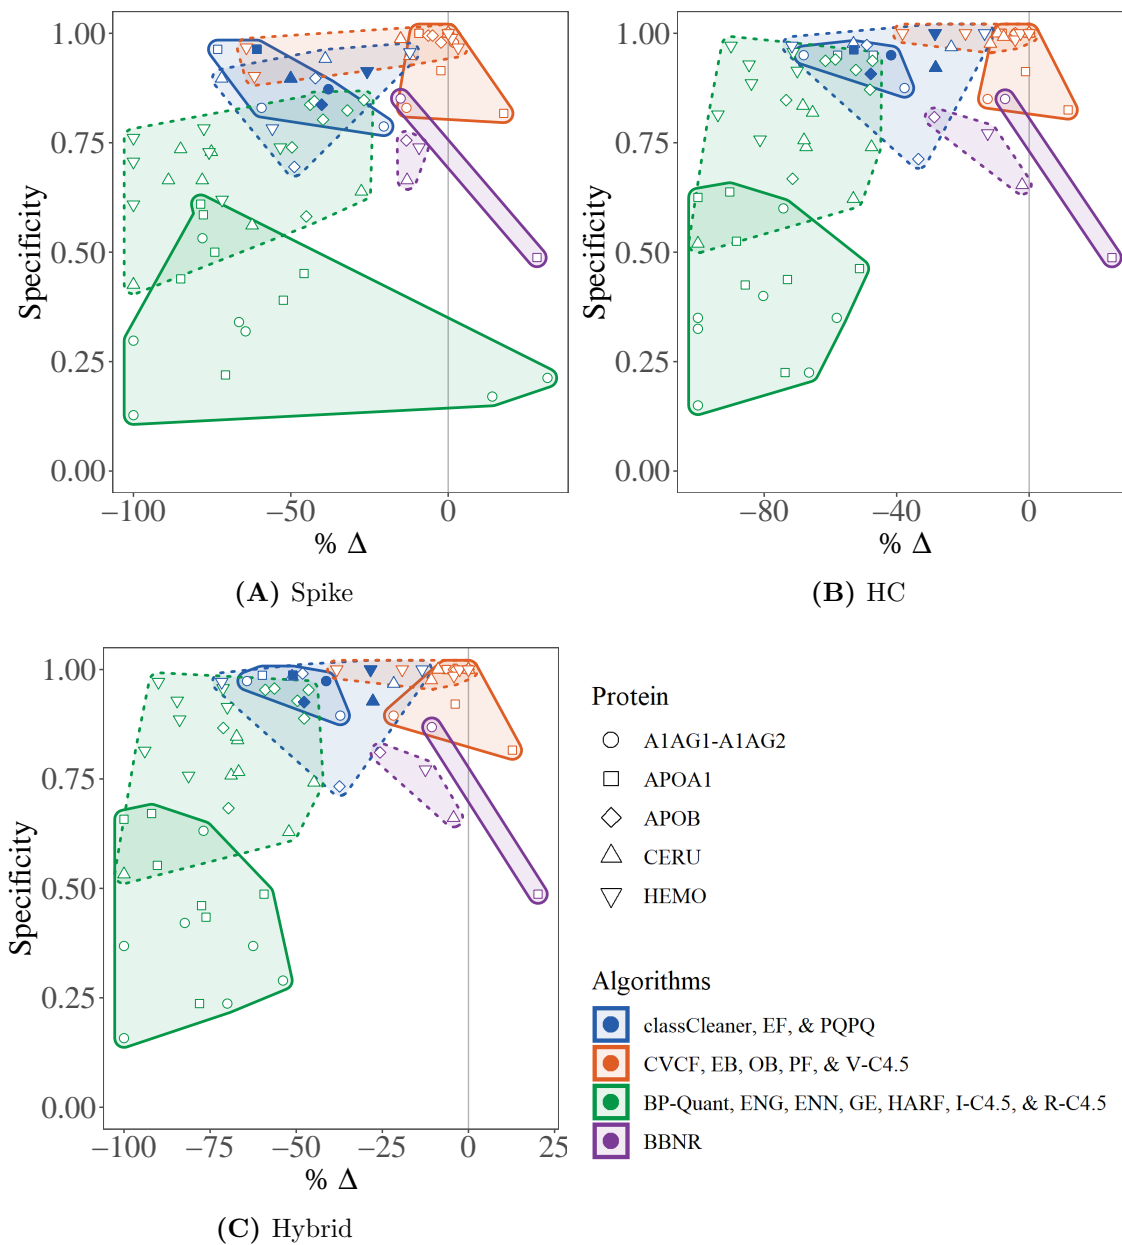 1.00
0.75
0.50
0.25
0.00
Specificity
−100
−50
0
% Δ
(A) Spike
1.00
0.75
0.50
0.25
0.00
Specificity
−80
−40
0
% Δ
(B) HC
1.00
0.75
0.50
0.25
0.00
Specificity
−100
−75
−50
−25
0
25
% Δ
(C) Hybrid
Protein
A1AG1-A1AG2
APOA1
APOB
CERU
HEMO
Algorithms
classCleaner, EF, & PQPQ
CVCF, EB, OB, PF, & V-C4.5
BP-Quant, ENG, ENN, GE, HARF, I-C4.5, & R-C4.5
BBNR